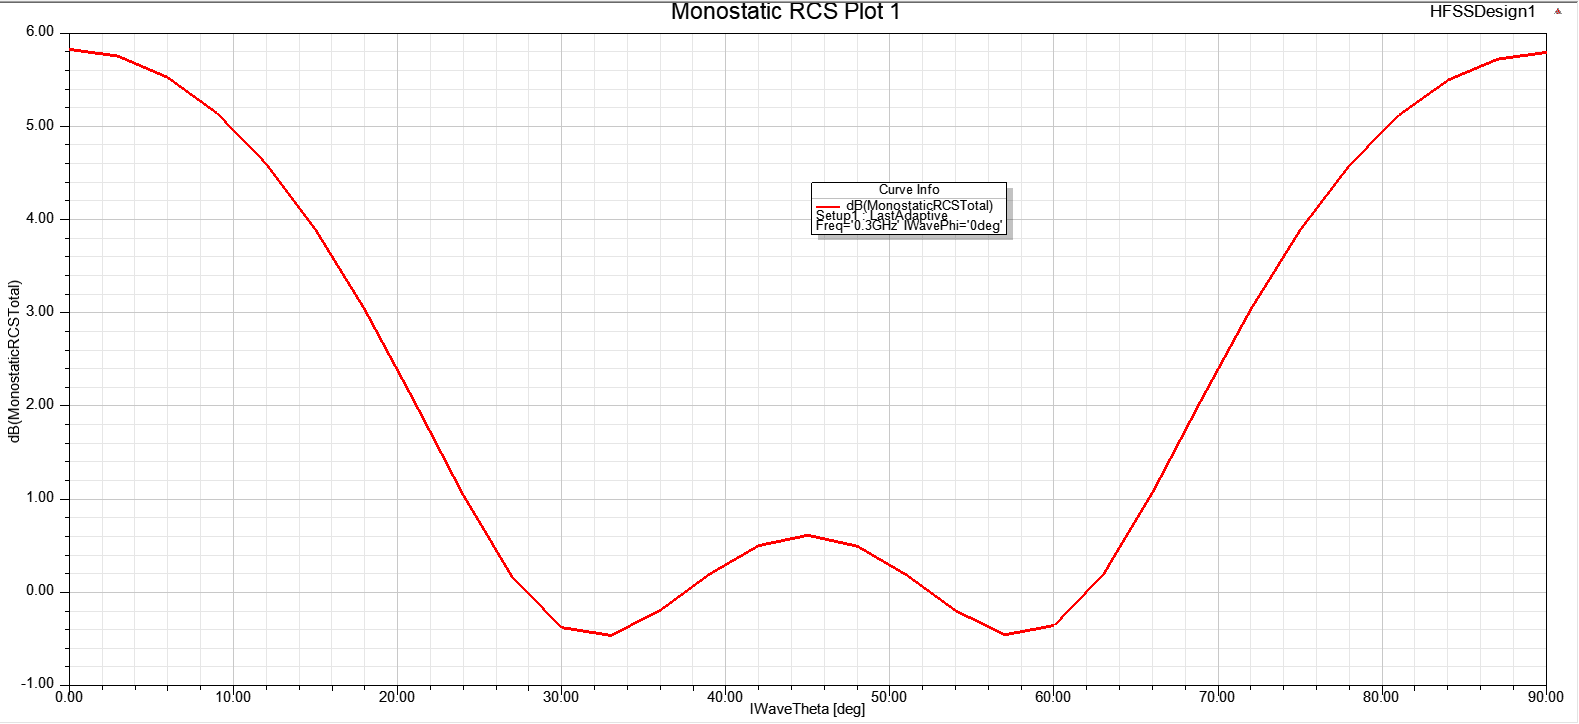 Monostatic RCS Plot 1
HFSSDesign1
6.00
5.00
4.00
3.00
2.00
1.00
0.00
-1.00
dB(MonostaticRCSTotal)
Curve Info
dB(MonostaticRCSTotal)
Setup1 : LastAdaptive
Freq='0.3GHz' IWavePhi='0deg'
0.00 10.00 20.00 30.00 40.00 50.00 60.00 70.00 80.00 90.00
IWaveTheta [deg]